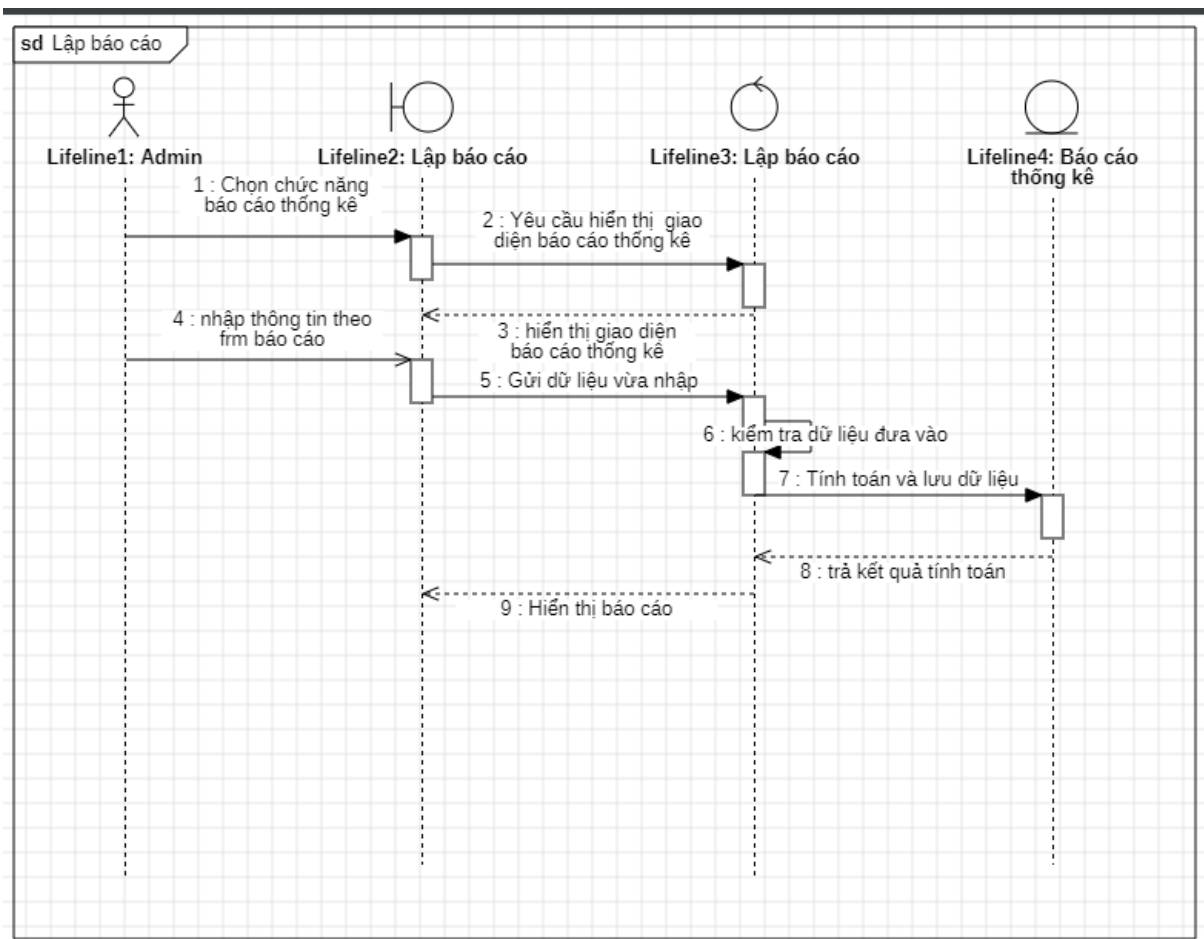 sd Lập báo cáo
Lifeline1: Admin
Lifeline2: Lập báo cáo
Lifeline3: Lập báo cáo
Lifeline4: Báo cáo
thống kê
1 : Chọn chức năng
báo cáo thống kê
2 : Yêu cầu hiển thị giao
diện báo cáo thống kê
3 : hiển thị giao diện
báo cáo thống kê
4 : nhập thông tin theo
frm báo cáo
5 : Gửi dữ liệu vừa nhập
6 : kiểm tra dữ liệu đưa vào
7 : Tính toán và lưu dữ liệu
8 : trả kết quả tính toán
9 : Hiển thị báo cáo